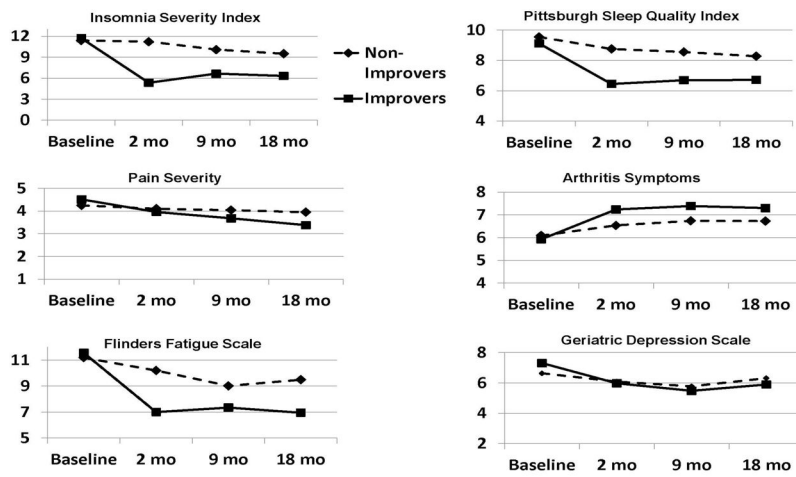 Insomnia Severity Index
12
9
6
3
0
Baseline 2 mo 9 mo 18 mo
Non-
Improvers
Improvers
Pittsburgh Sleep Quality Index
10
8
6
4
Baseline 2 mo 9 mo 18 mo
Pain Severity
5
4
3
2
1
Baseline 2 mo 9 mo 18 mo
Arthritis Symptoms
8
7
6
5
4
Baseline 2 mo 9 mo 18 mo
Flinders Fatigue Scale
11
9
7
5
Baseline 2 mo 9 mo 18 mo
Geriatric Depression Scale
8
6
4
2
Baseline 2 mo 9 mo 18 mo